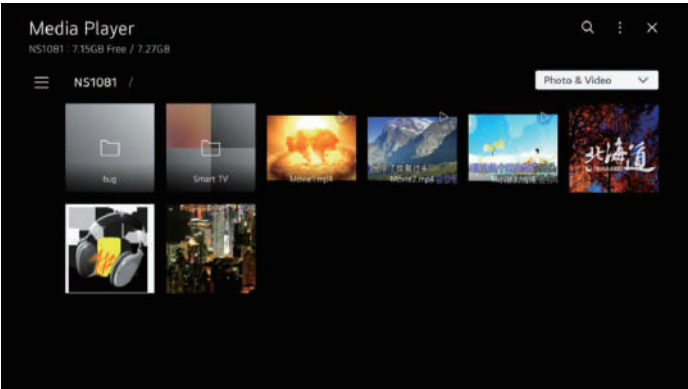 Media Player
NS1081 : 7.15GB Free / 7.27GB
NS1081 /
Photo & Video
bug
Smart TV
Movie1.mp4
Movie2.mp4
北海道